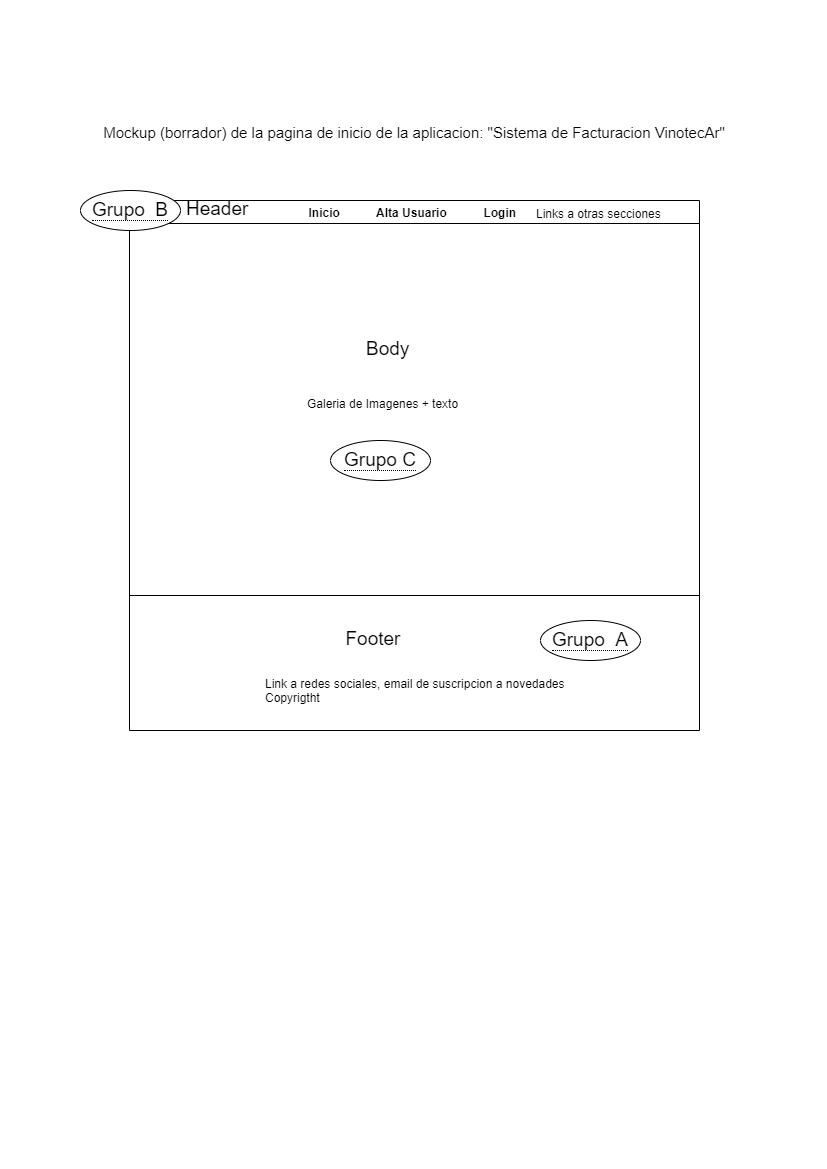 Mockup (borrador) de la pagina de inicio de la aplicacion: "Sistema de Facturacion VinotecAr"
Grupo B Header Inicio Alta Usuario Login Links a otras secciones
Body
Galeria de Imagenes + texto
Grupo C
Footer Grupo A
Link a redes sociales, email de suscripcion a novedades
Copyrigtht